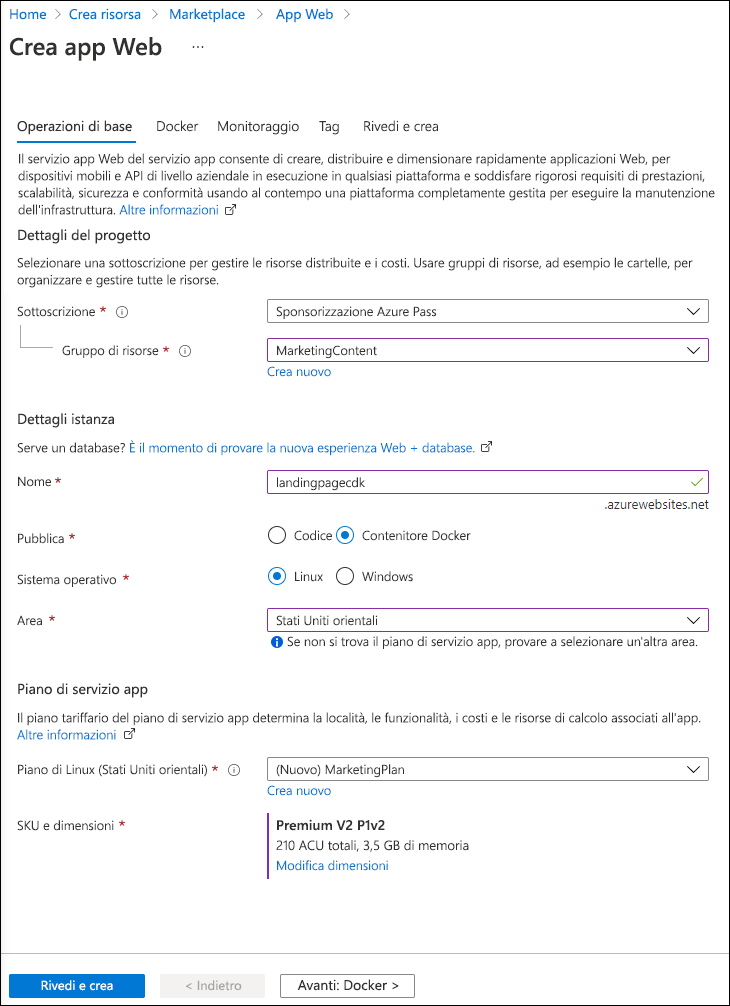 Home > Crea risorsa > Marketplace > App Web >
Crea app Web ...
Operazioni di base Docker Monitoraggio Tag Rivedi e crea
Il servizio app Web del servizio app consente di creare, distribuire e dimensionare rapidamente applicazioni Web, per
dispositivi mobili e API di livello aziendale in esecuzione in qualsiasi piattaforma e soddisfare rigorosi requisiti di prestazioni,
scalabilità, sicurezza e conformità usando al contempo una piattaforma completamente gestita per eseguire la manutenzione
dell'infrastruttura. Altre informazioni
Dettagli del progetto
Selezionare una sottoscrizione per gestire le risorse distribuite e i costi. Usare gruppi di risorse, ad esempio le cartelle, per
organizzare e gestire tutte le risorse.
Sottoscrizione * Sponsorizzazione Azure Pass
Gruppo di risorse * MarketingContent
Crea nuovo
Dettagli istanza
Serve un database? È il momento di provare la nuova esperienza Web + database.
Nome * landingpagecdk
.azurewebsites.net
Pubblica * Codice Contenitore Docker
Sistema operativo * Linux Windows
Area * Stati Uniti orientali
Se non si trova il piano di servizio app, provare a selezionare un'altra area.
Piano di servizio app
Il piano tariffario del piano di servizio app determina la località, le funzionalità, i costi e le risorse di calcolo associati all'app.
Altre informazioni
Piano di Linux (Stati Uniti orientali) * (Nuovo) MarketingPlan
Crea nuovo
SKU e dimensioni * Premium V2 P1v2
210 ACU totali, 3,5 GB di memoria
Modifica dimensioni
Rivedi e crea < Indietro Avanti: Docker >